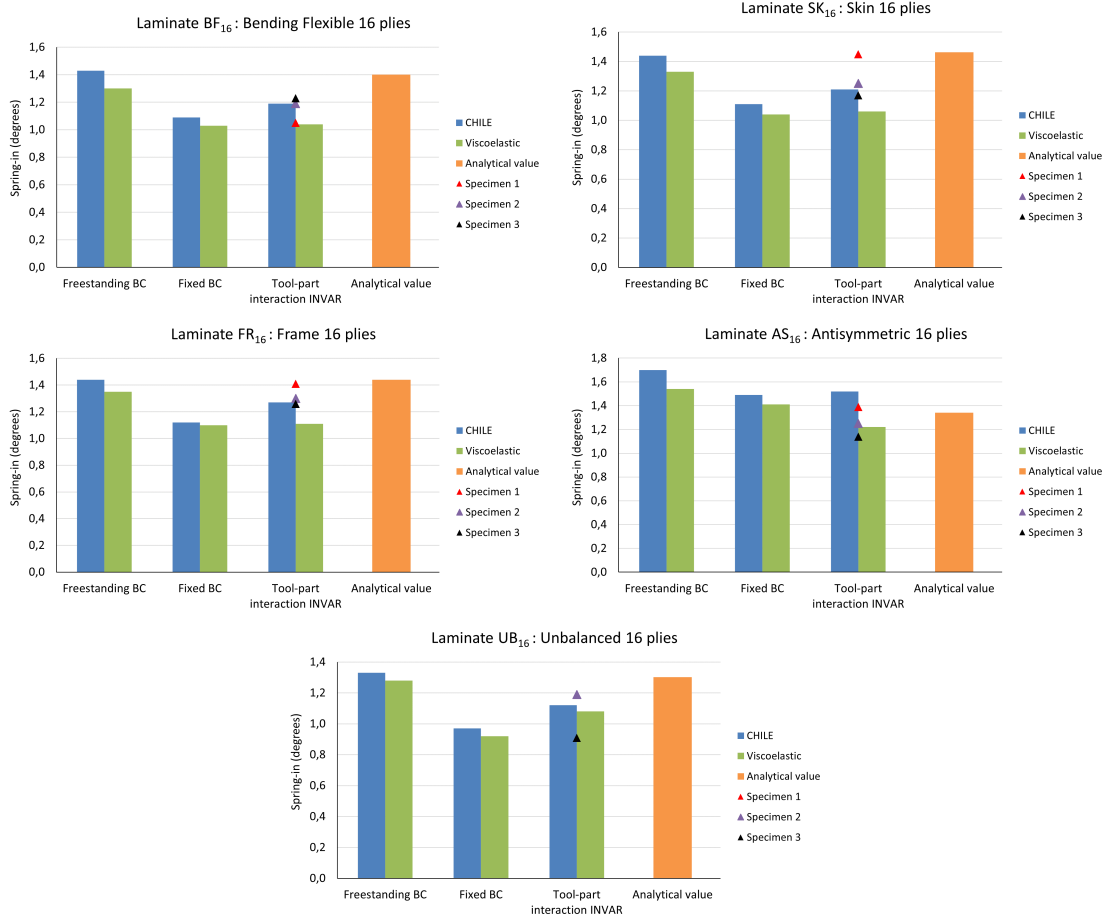 Laminate BF16 : Bending Flexible 16 plies
Spring-in (degrees)
1,6
1,4
1,2
1,0
0,8
0,6
0,4
0,2
0,0
Freestanding BC
Fixed BC
Tool-part
interaction INVAR
Analytical value
CHILE
Viscoelastic
Analytical value
Specimen 1
Specimen 2
Specimen 3
Laminate SK16 : Skin 16 plies
Spring-in (degrees)
1,6
1,4
1,2
1,0
0,8
0,6
0,4
0,2
0,0
Freestanding BC
Fixed BC
Tool-part
interaction INVAR
Analytical value
CHILE
Viscoelastic
Analytical value
Specimen 1
Specimen 2
Specimen 3
Laminate FR16 : Frame 16 plies
Spring-in (degrees)
1,6
1,4
1,2
1,0
0,8
0,6
0,4
0,2
0,0
Freestanding BC
Fixed BC
Tool-part
interaction INVAR
Analytical value
CHILE
Viscoelastic
Analytical value
Specimen 1
Specimen 2
Specimen 3
Laminate AS16 : Antisymmetric 16 plies
Spring-in (degrees)
1,8
1,6
1,4
1,2
1,0
0,8
0,6
0,4
0,2
0,0
Freestanding BC
Fixed BC
Tool-part
interaction INVAR
Analytical value
CHILE
Viscoelastic
Analytical value
Specimen 1
Specimen 2
Specimen 3
Laminate UB16 : Unbalanced 16 plies
Spring-in (degrees)
1,4
1,2
1,0
0,8
0,6
0,4
0,2
0,0
Freestanding BC
Fixed BC
Tool-part
interaction INVAR
Analytical value
CHILE
Viscoelastic
Analytical value
Specimen 1
Specimen 2
Specimen 3